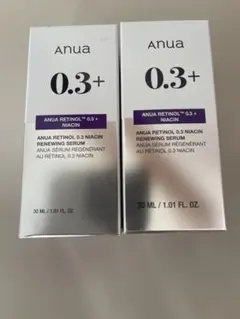 Anua
0.3+
ANUA RETINOL™ 0.3 +
NIACIN
ANUA RETINOL 0.3 NIACIN
RENEWING SERUM
ANUA SÉRUM RÉGÉNÉRANT
AU RÉTINOL 0.3 NIACIN
30 ML / 1.01 FL. OZ.
Anua
0.3+
ANUA RETINOL™ 0.3 +
NIACIN
ANUA RETINOL 0.3 NIACIN
RENEWING SERUM
ANUA SÉRUM RÉGÉNÉRANT
AU RÉTINOL 0.3 NIACIN
30 ML / 1.01 FL. OZ.